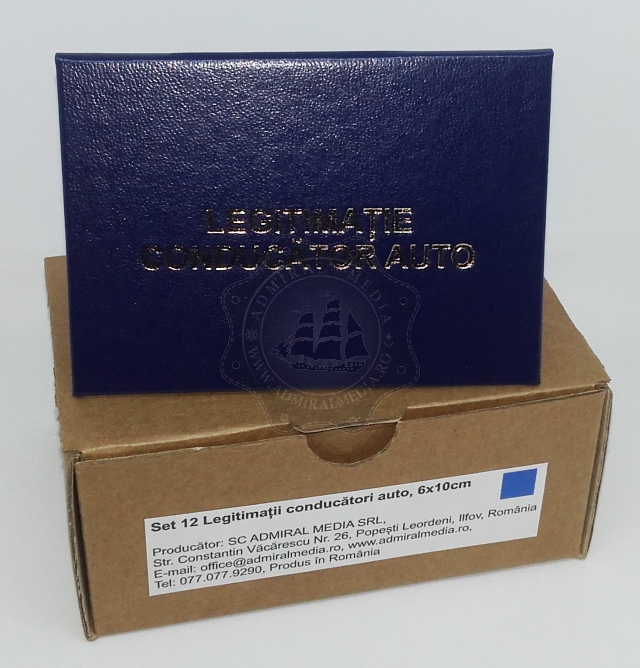 LEGITIMAȚIE
CONDUCĂTOR AUTO
ADMIRAL MEDIA
WWW.ADMIRALMEDIA.RO
Set 12 Legitimații conducători auto, 6x10cm
Producător: SC ADMIRAL MEDIA SRL,
Str. Constantin Văcărescu Nr. 26, Popești Leordeni, Ilfov, România
E-mail: office@admiralmedia.ro, www.admiralmedia.ro,
Tel: 077.077.9290, Produs în România